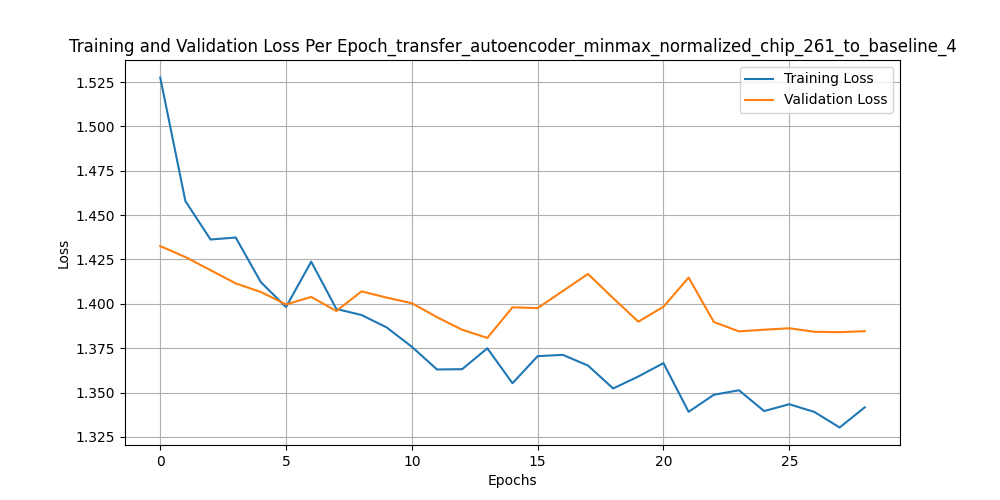 Training and Validation Loss Per Epoch_transfer_autoencoder_minmax_normalized_chip_261_to_baseline_4
Training Loss
Validation Loss
1.525
1.500
1.475
1.450
1.425
1.400
1.375
1.350
1.325
Loss
0 5 10 15 20 25
Epochs